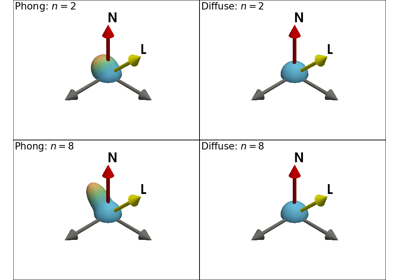 Phong: n = 2
N
L
Diffuse: n = 2
N
L
Phong: n = 8
N
L
Diffuse: n = 8
N
L